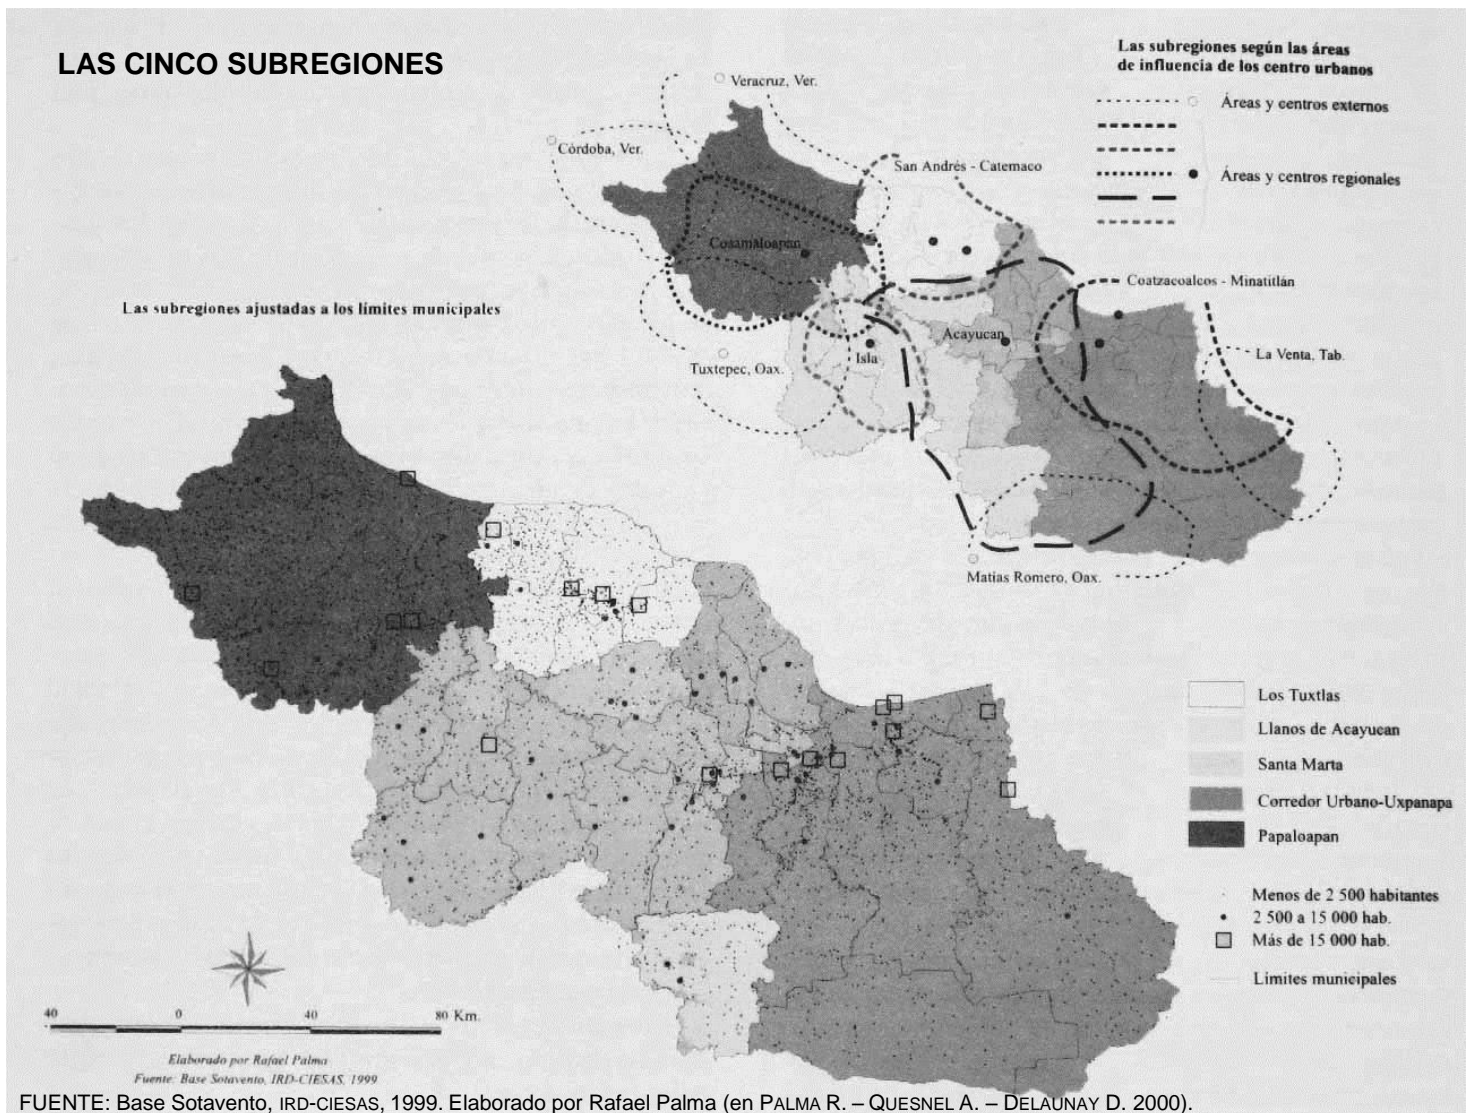 LAS CINCO SUBREGIONES
Las subregiones según las áreas
de influencia de los centro urbanos
Áreas y centros externos
Áreas y centros regionales
Veracruz, Ver.
Córdoba, Ver.
San Andrés - Catemaco
Cosamaloapan
Coatzacoalcos - Minatitlán
Acayucan
Isla
La Venta, Tab.
Tuxtepec, Oax.
Matías Romero, Oax.
Las subregiones ajustadas a los límites municipales
Los Tuxtlas
Llanos de Acayucan
Santa Marta
Corredor Urbano-Uxpanapa
Papaloapan
Menos de 2 500 habitantes
2 500 a 15 000 hab.
Más de 15 000 hab.
Límites municipales
40 0 40 80 Km.
Elaborado por Rafael Palma
Fuente: Base Sotavento, IRD-CIESAS, 1999
FUENTE: Base Sotavento, IRD-CIESAS, 1999. Elaborado por Rafael Palma (en PALMA R. – QUESNEL A. – DELAUNAY D. 2000).